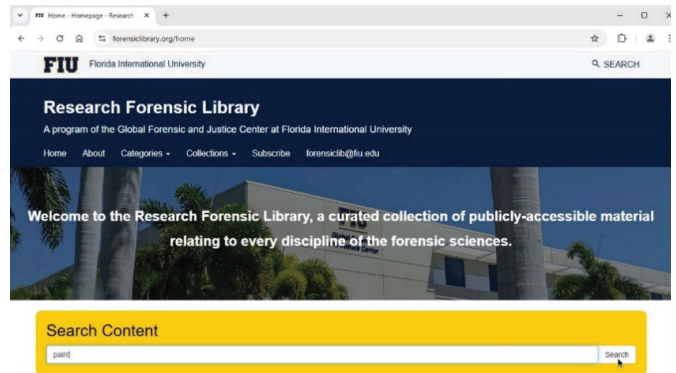 FIU Home - Homepage - Research
forensiclibrary.org/home
FIU Florida International University
SEARCH
Research Forensic Library
A program of the Global Forensic and Justice Center at Florida International University
Home About Categories Collections Subscribe forensiclib@fiu.edu
Welcome to the Research Forensic Library, a curated collection of publicly-accessible material
relating to every discipline of the forensic sciences.
Search Content
paint
Search